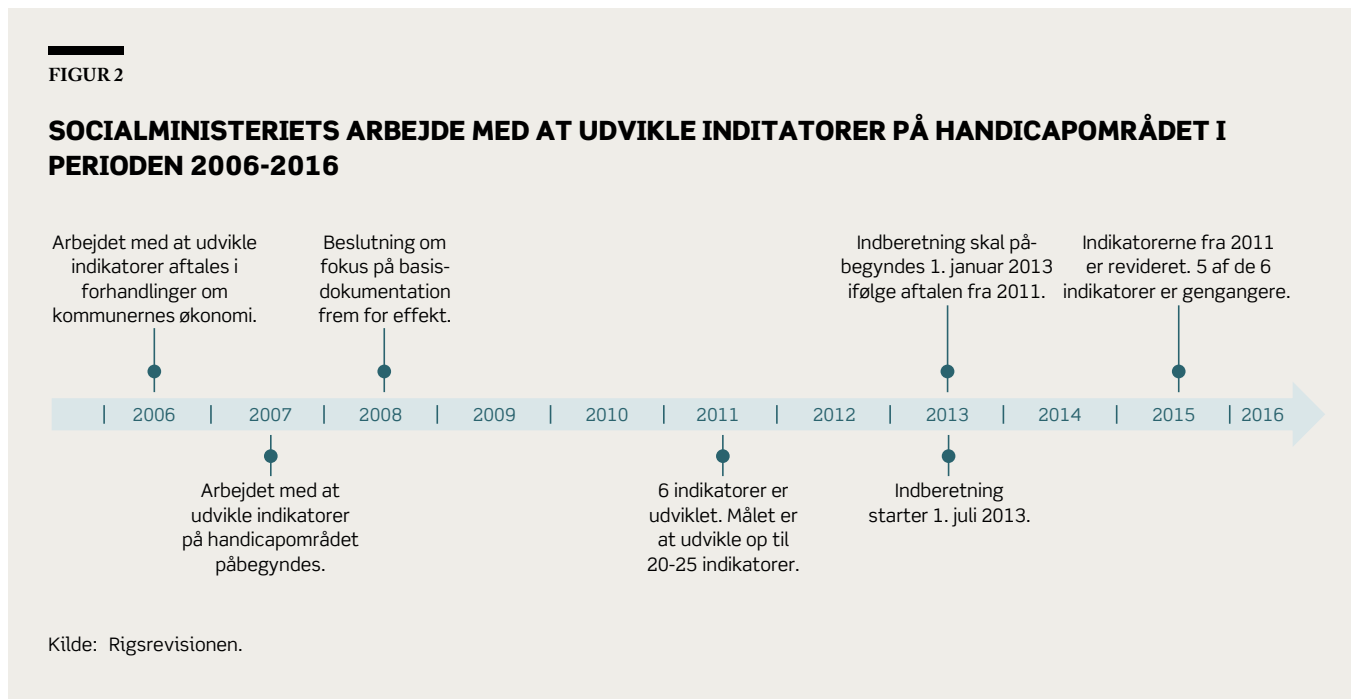 FIGUR 2
SOCIALMINISTERIETS ARBEJDE MED AT UDVIKLE INDITATORER PÅ HANDICAPOMRÅDET I
PERIODEN 2006-2016
Arbejdet med at udvikle
indikatorer aftales i
forhandlinger om
kommunernes økonomi.
Beslutning om
fokus på basis-
dokumentation
frem for effekt.
Indberetning skal på-
begyndes 1. januar 2013
ifølge aftalen fra 2011.
Indikatorerne fra 2011
er revideret. 5 af de 6
indikatorer er gengangere.
| 2006 | 2007 | 2008 | 2009 | 2010 | 2011 | 2012 | 2013 | 2014 | 2015 | 2016
Arbejdet med at
udvikle indikatorer
på handicapområdet
påbegyndes.
6 indikatorer er
udviklet. Målet er
at udvikle op til
20-25 indikatorer.
Indberetning
starter 1. juli 2013.
Kilde: Rigsrevisionen.